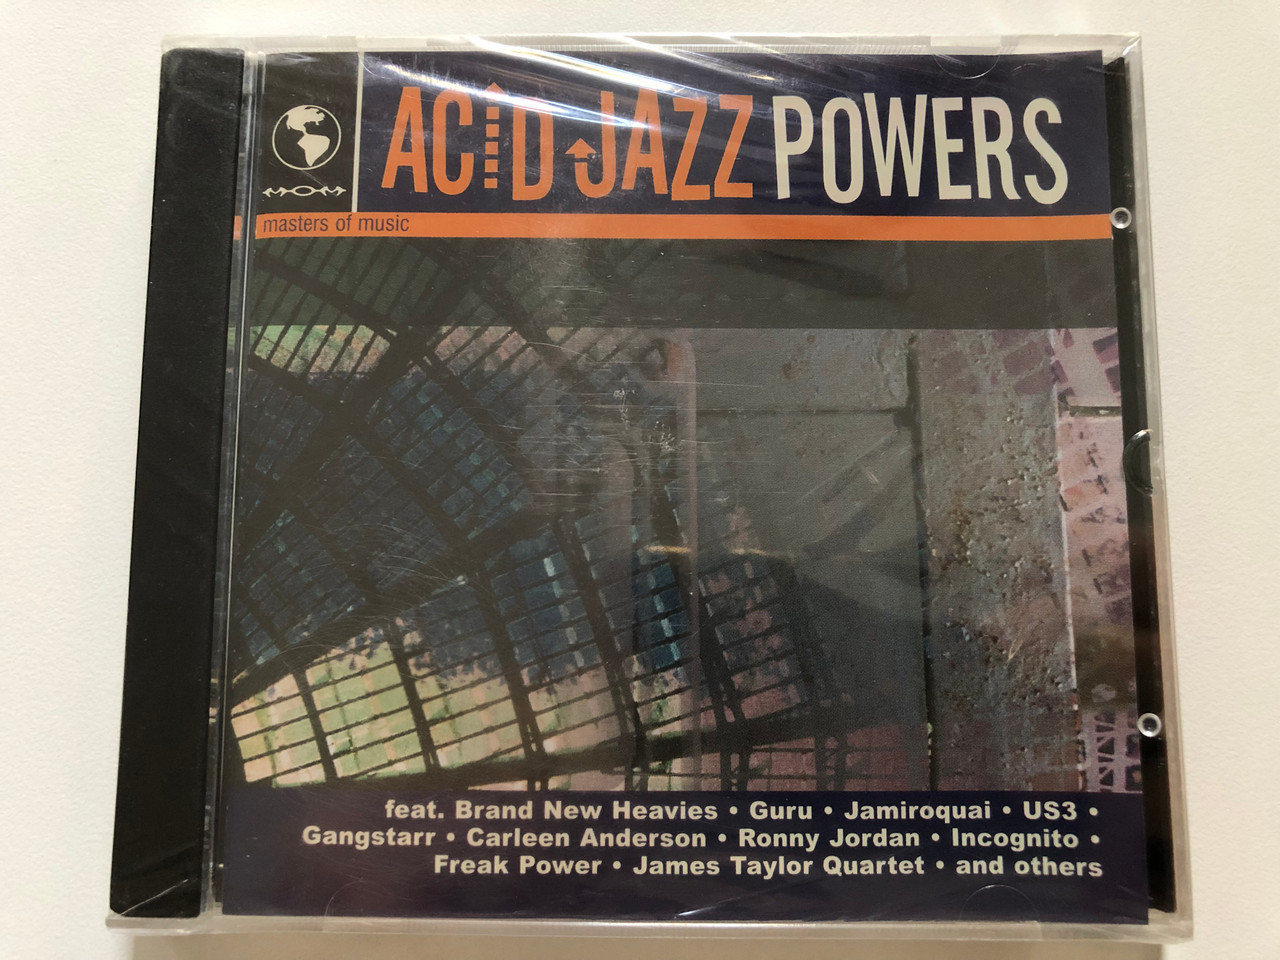 ACID JAZZ POWERS
MOM
masters of music
feat. Brand New Heavies • Guru • Jamiroquai • US3 •
Gangstarr • Carleen Anderson • Ronny Jordan • Incognito •
Freak Power • James Taylor Quartet • and others